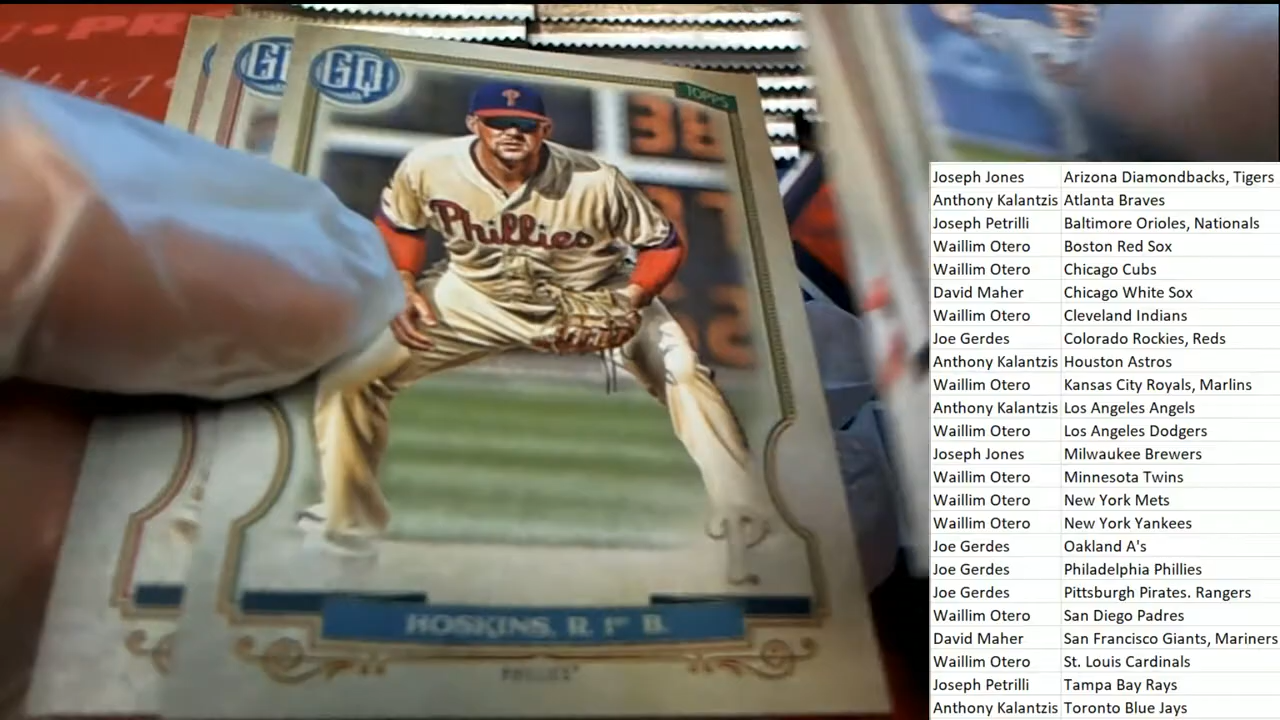 GQ
GQ
TOPPS
38
Phillies
HOSKINS, R. 1ST B.
PHILLIES
Joseph Jones Arizona Diamondbacks, Tigers
Anthony Kalantzis Atlanta Braves
Joseph Petrilli Baltimore Orioles, Nationals
Waillim Otero Boston Red Sox
Waillim Otero Chicago Cubs
David Maher Chicago White Sox
Waillim Otero Cleveland Indians
Joe Gerdes Colorado Rockies, Reds
Anthony Kalantzis Houston Astros
Waillim Otero Kansas City Royals, Marlins
Anthony Kalantzis Los Angeles Angels
Waillim Otero Los Angeles Dodgers
Joseph Jones Milwaukee Brewers
Waillim Otero Minnesota Twins
Waillim Otero New York Mets
Waillim Otero New York Yankees
Joe Gerdes Oakland A's
Joe Gerdes Philadelphia Phillies
Joe Gerdes Pittsburgh Pirates. Rangers
Waillim Otero San Diego Padres
David Maher San Francisco Giants, Mariners
Waillim Otero St. Louis Cardinals
Joseph Petrilli Tampa Bay Rays
Anthony Kalantzis Toronto Blue Jays